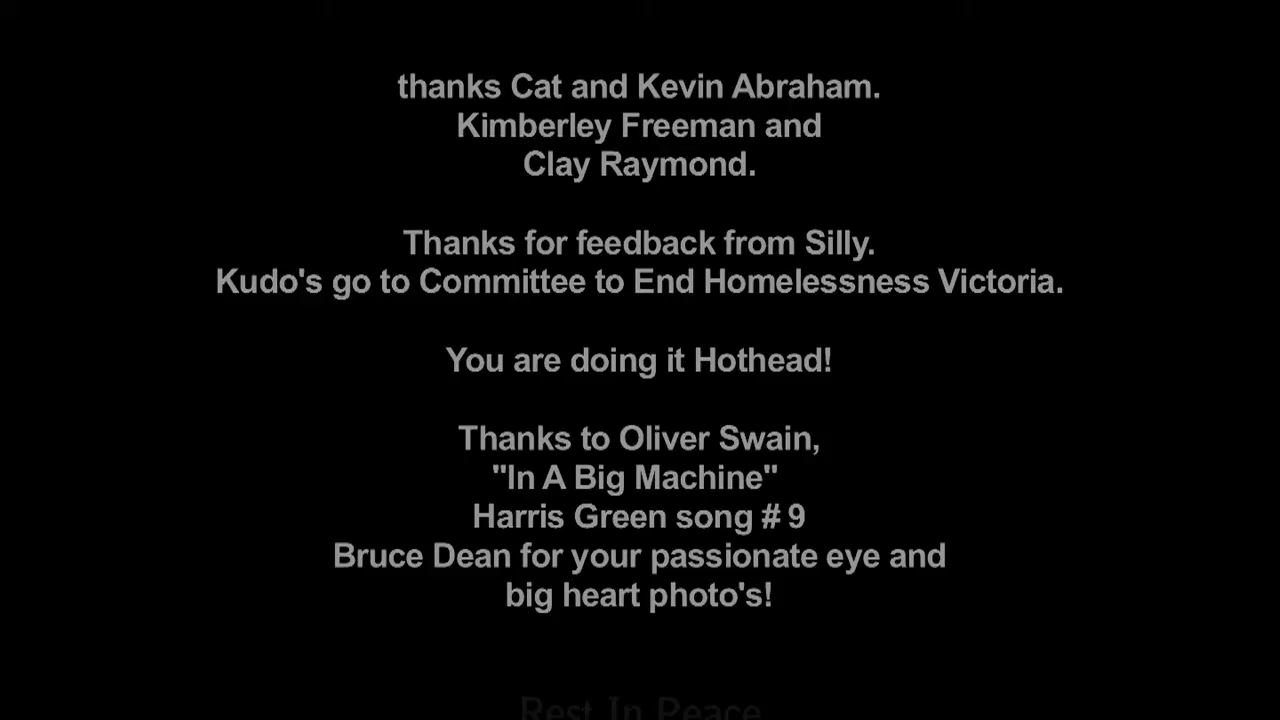 thanks Cat and Kevin Abraham.
Kimberley Freeman and
Clay Raymond.
Thanks for feedback from Silly.
Kudo's go to Committee to End Homelessness Victoria.
You are doing it Hothead!
Thanks to Oliver Swain,
"In A Big Machine"
Harris Green song # 9
Bruce Dean for your passionate eye and
big heart photo's!
Rest In Peace